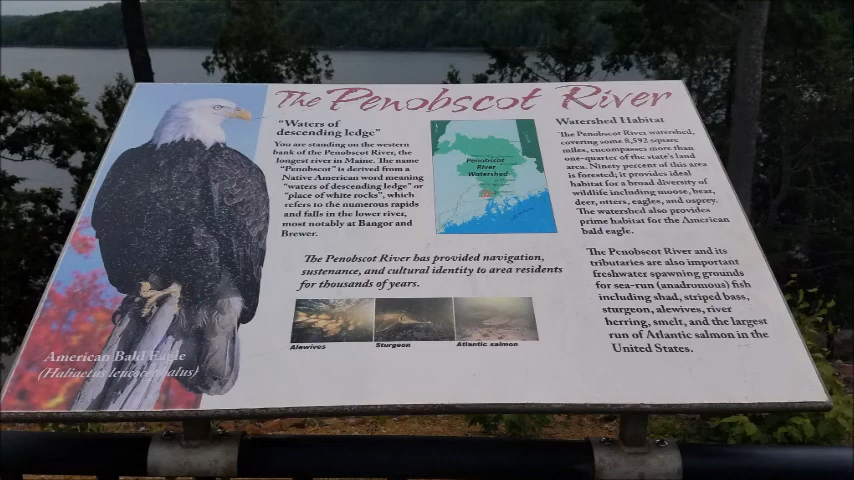 The Penobscot River
"Waters of
descending ledge"
You are standing on the western
bank of the Penobscot River, the
longest river in Maine. The name
"Penobscot" is derived from a
Native American word meaning
"waters of descending ledge" or
"place of white rocks", which
refers to the numerous rapids
and falls in the lower river,
most notably at Bangor and
Brewer.
Penobscot
River
Watershed
Watershed Habitat
The Penobscot River watershed,
covering some 8,592 square
miles, encompasses more than
one-quarter of the state's land
area. Ninety percent of this area
is forested; it provides ideal
habitat for a broad diversity of
wildlife including moose, bear,
deer, otters, eagles, and osprey.
The watershed also provides
prime habitat for the American
bald eagle.
The Penobscot River has provided navigation,
sustenance, and cultural identity to area residents
for thousands of years.
Alewives
Sturgeon
Atlantic salmon
The Penobscot River and its
tributaries are also important
freshwater spawning grounds
for sea-run (anadromous) fish
including shad, striped bass,
sturgeon, alewives, river
herring, smelt, and the largest
run of Atlantic salmon in the
United States.
American Bald Eagle
(Haliaetus leucocephalus)